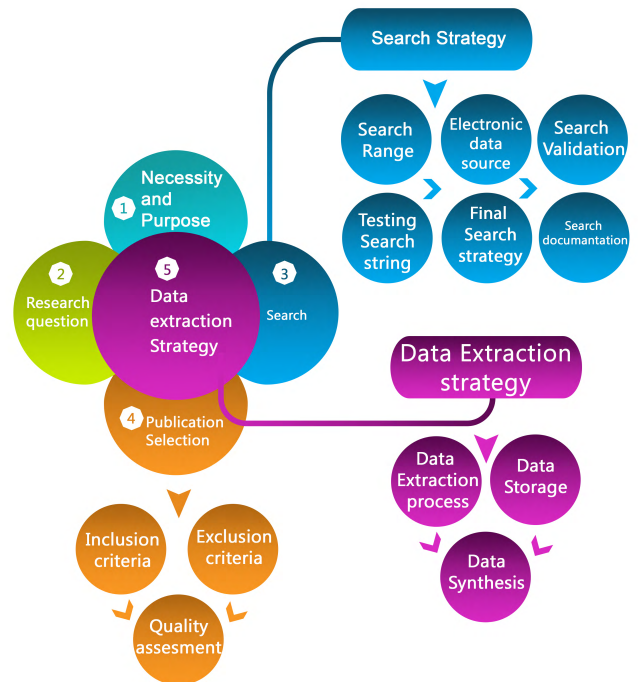 Search Strategy
Search
Range
Electronic
data
source
Search
Validation
Testing
Search
string
Final
Search
strategy
Search
documantation
1
Necessity
and
Purpose
2
Research
question
5
Data
extraction
Strategy
3
Search
4
Publication
Selection
Data Extraction
strategy
Data
Extraction
process
Data
Storage
Data
Synthesis
Inclusion
criteria
Exclusion
criteria
Quality
assesment